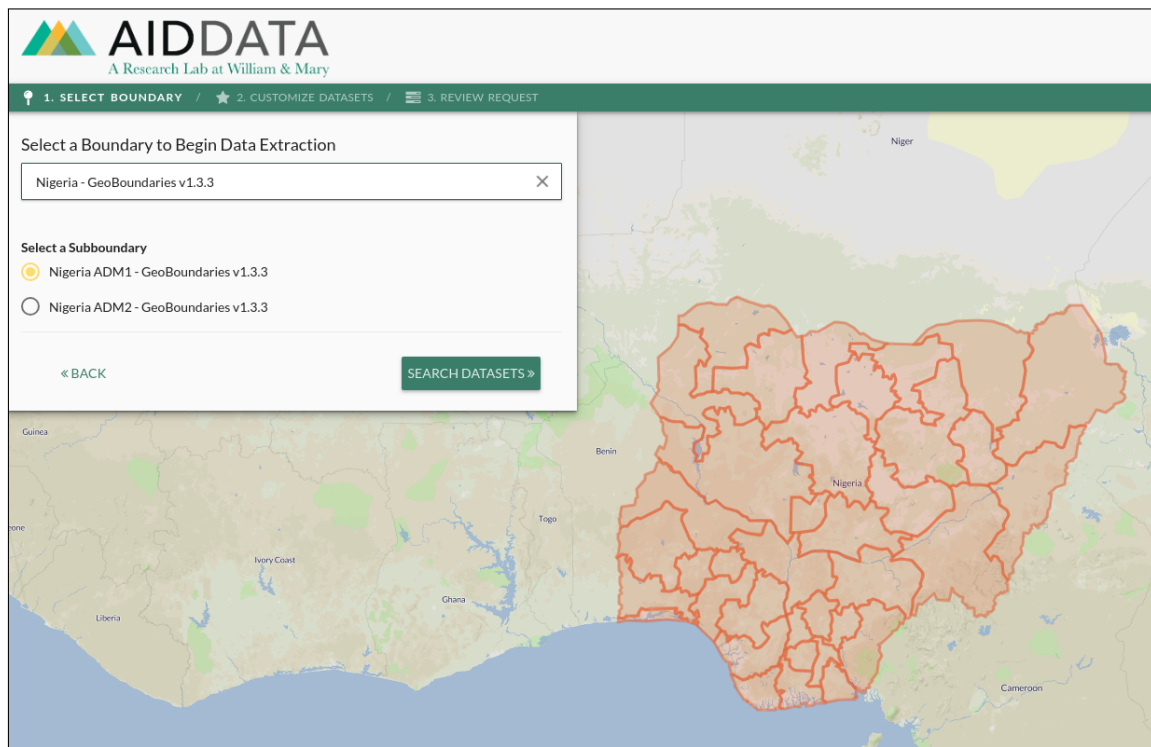 AIDDATA
A Research Lab at William & Mary
1. SELECT BOUNDARY / 2. CUSTOMIZE DATASETS / 3. REVIEW REQUEST
Select a Boundary to Begin Data Extraction
Nigeria - GeoBoundaries v1.3.3
Select a Subboundary
Nigeria ADM1 - GeoBoundaries v1.3.3
Nigeria ADM2 - GeoBoundaries v1.3.3
« BACK
SEARCH DATASETS »
Niger
Guinea
Benin
Nigeria
Togo
eone
Ivory Coast
Ghana
Liberia
Cameroon